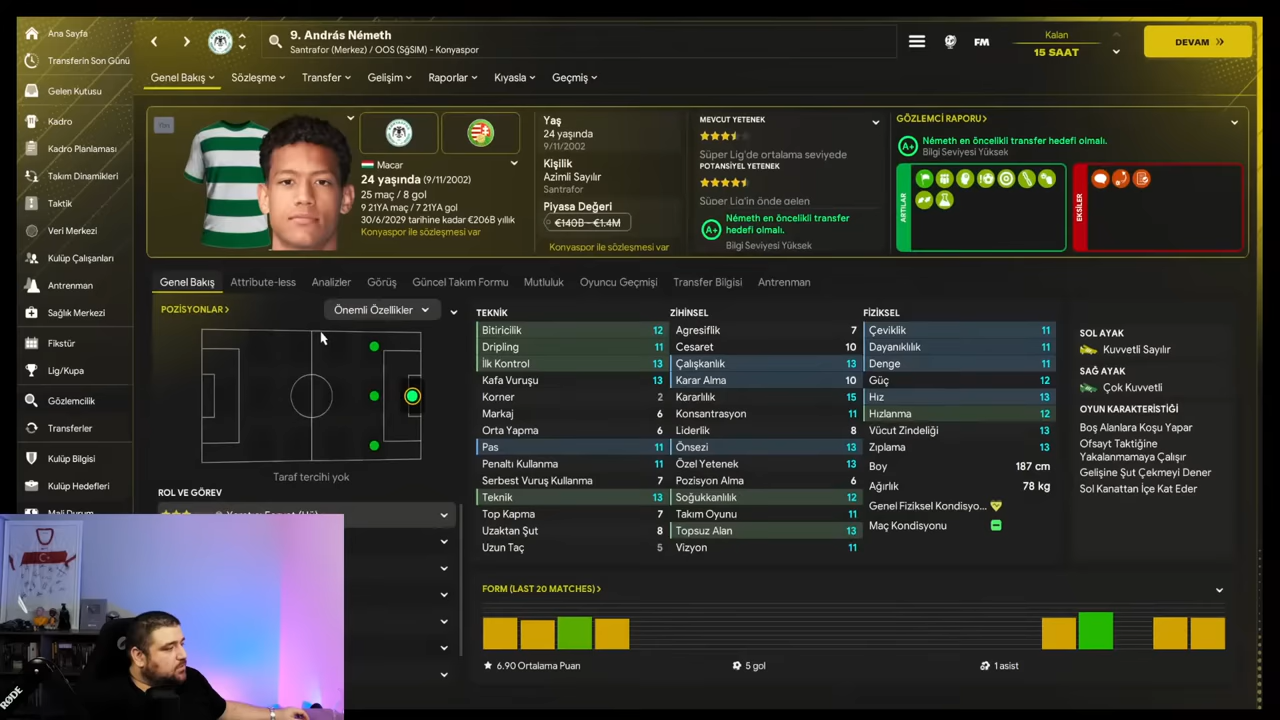 Ana Sayfa
Transferin Son Günü
Gelen Kutusu
Kadro
Kadro Planlaması
Takım Dinamikleri
Taktik
Veri Merkezi
Kulüp Çalışanları
Antrenman
Sağlık Merkezi
Fikstür
Lig/Kupa
Gözlemcilik
Transferler
Kulüp Bilgisi
Kulüp Hedefleri
Mali Durum
9. András Németh
Santrafor (Merkez) / OOS (SğSlM) - Konyaspor
FM
Kalan
15 SAAT
DEVAM
Genel Bakış
Sözleşme
Transfer
Gelişim
Raporlar
Kıyasla
Geçmiş
Macar
24 yaşında (9/11/2002)
25 maç / 8 gol
9 21YA maç / 7 21YA gol
30/6/2029 tarihine kadar €206B yıllık
Konyaspor ile sözleşmesi var
Yaş
24 yaşında
9/11/2002
Kişilik
Azimli Sayılır
Santrafor
Piyasa Değeri
€140B - €1.4M
Konyaspor ile sözleşmesi var
MEVCUT YETENEK
Süper Lig'de ortalama seviyede
POTANSİYEL YETENEK
Süper Lig'in önde gelen
A+
Németh en öncelikli transfer
hedefi olmalı.
Bilgi Seviyesi Yüksek
GÖZLEMCİ RAPORU
A+
Németh en öncelikli transfer hedefi olmalı.
Bilgi Seviyesi Yüksek
ARTILAR
EKSİLER
Genel Bakış
Attribute-less
Analizler
Görüş
Güncel Takım Formu
Mutluluk
Oyuncu Geçmişi
Transfer Bilgisi
Antrenman
POZİSYONLAR
Önemli Özellikler
Taraf tercihi yok
ROL VE GÖREV
TEKNİK
Bitiricilik 12
Dripling 11
İlk Kontrol 13
Kafa Vuruşu 13
Korner 2
Markaj 6
Orta Yapma 6
Pas 11
Penaltı Kullanma 11
Serbest Vuruş Kullanma 7
Teknik 13
Top Kapma 7
Uzaktan Şut 8
Uzun Taç 5
ZİHİNSEL
Agresiflik 7
Cesaret 10
Çalışkanlık 13
Karar Alma 10
Kararlılık 15
Konsantrasyon 11
Liderlik 8
Önsezi 13
Özel Yetenek 13
Pozisyon Alma 6
Soğukkanlılık 12
Takım Oyunu 11
Topsuz Alan 13
Vizyon 11
FİZİKSEL
Çeviklik 11
Dayanıklılık 11
Denge 11
Güç 12
Hız 13
Hızlanma 12
Vücut Zindeliği 13
Zıplama 13
Boy 187 cm
Ağırlık 78 kg
Genel Fiziksel Kondisyo...
Maç Kondisyonu
SOL AYAK
Kuvvetli Sayılır
SAĞ AYAK
Çok Kuvvetli
OYUN KARAKTERİSTİĞİ
Boş Alanlara Koşu Yapar
Ofsayt Taktiğine
Yakalanmamaya Çalışır
Gelişine Şut Çekmeyi Dener
Sol Kanattan İçe Kat Eder
FORM (LAST 20 MATCHES)
6.90 Ortalama Puan
5 gol
1 asist
RØDE